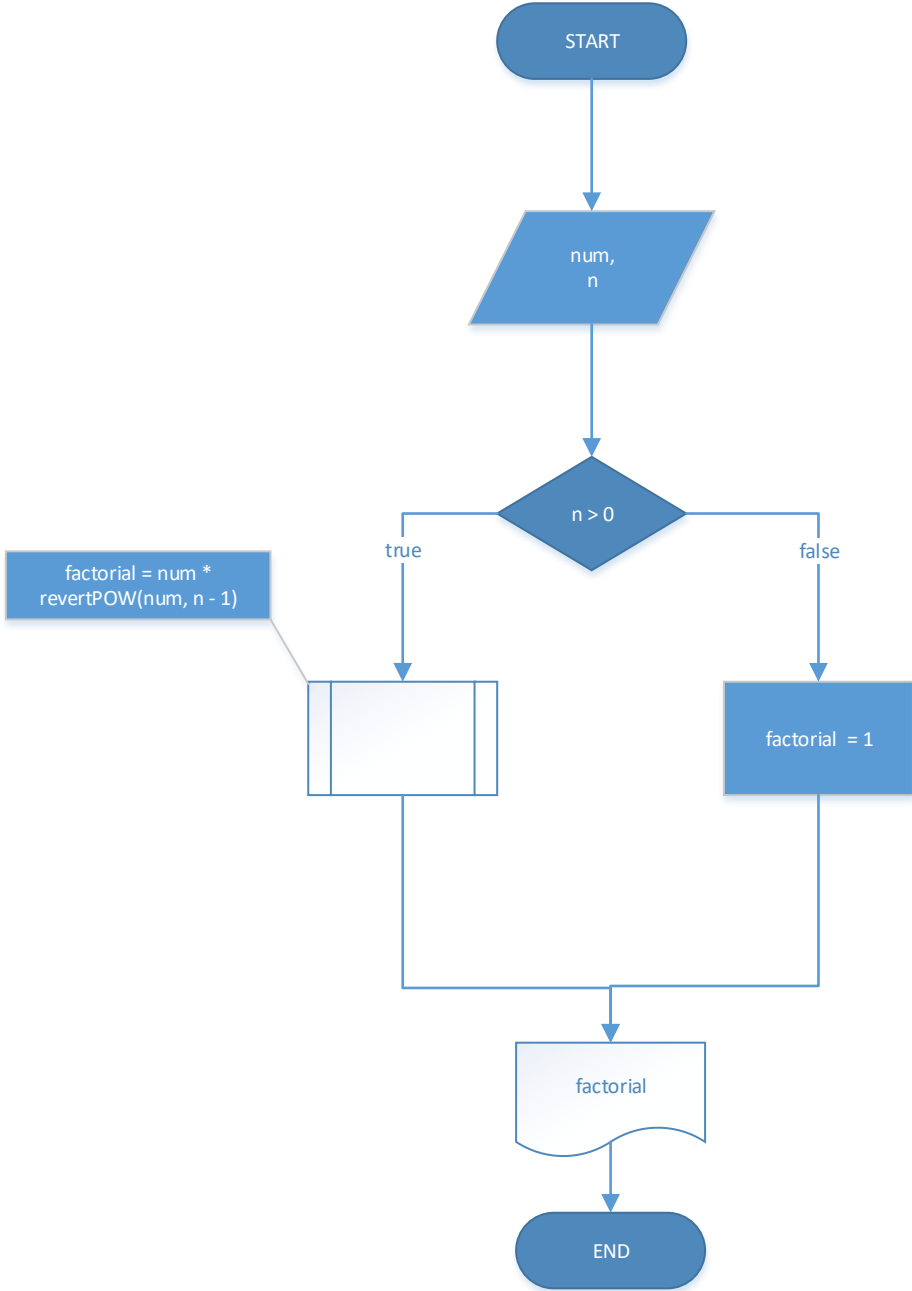 START
num,
n
n > 0
true
false
factorial = num *
revertPOW(num, n - 1)
factorial  = 1
factorial
END